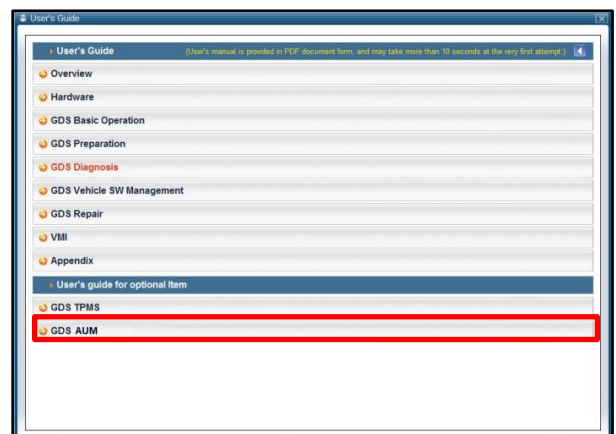 User's Guide
User's Guide (User's manual is provided in PDF document form, and may take more than 10 seconds at the very first attempt.)
Overview
Hardware
GDS Basic Operation
GDS Preparation
GDS Diagnosis
GDS Vehicle SW Management
GDS Repair
VMI
Appendix
User's guide for optional Item
GDS TPMS
GDS AUM